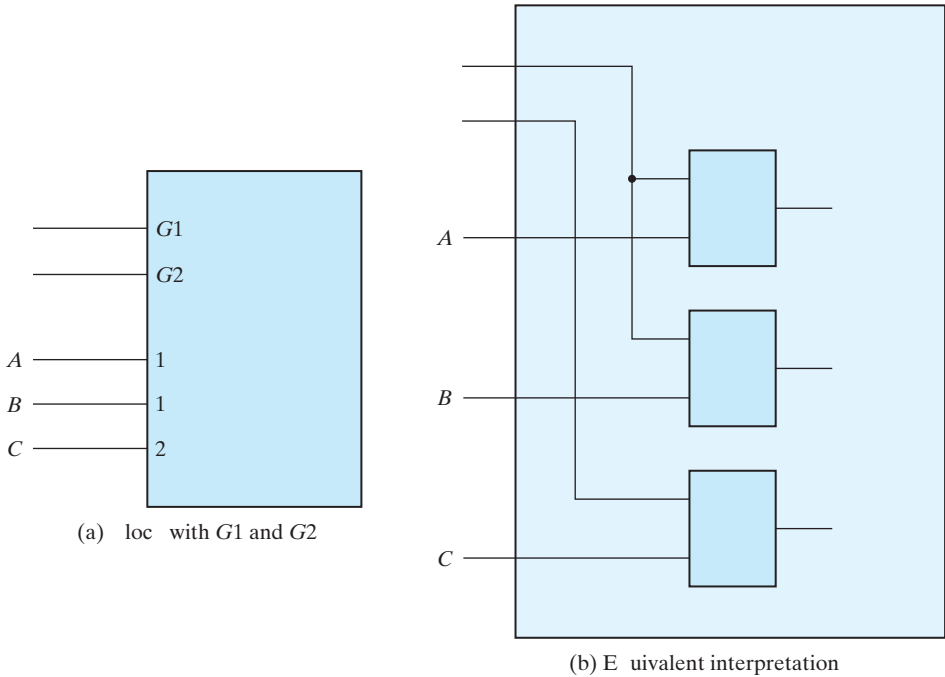 G1
G2
A 1
B 1
C 2
(a) loc with G1 and G2
A
B
C
(b) E uivalent interpretation